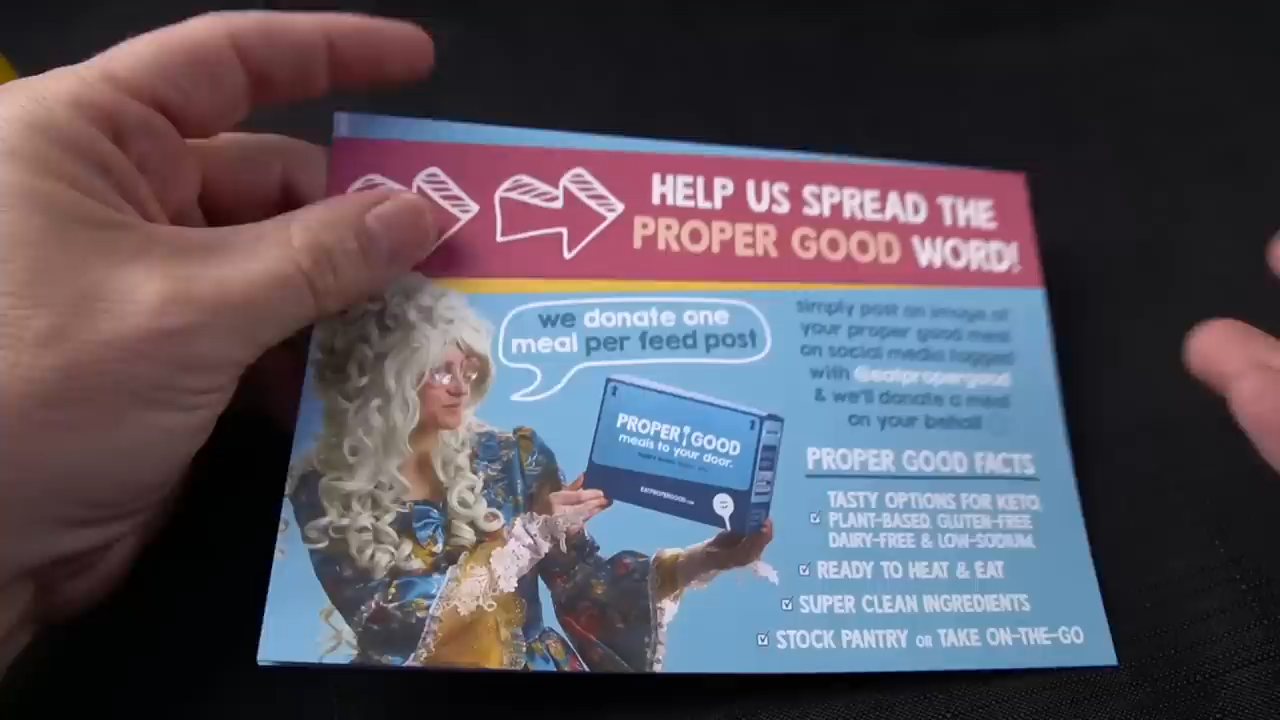 HELP US SPREAD THE
PROPER GOOD WORD!
we donate one
meal per feed post
simply post an image of
your proper good meal
on social media tagged
with @eatpropergood
& we'll donate a meal
on your behalf
PROPER GOOD
meals to your door.
EATPROPERGOOD.com
PROPER GOOD FACTS
TASTY OPTIONS FOR KETO,
PLANT-BASED, GLUTEN-FREE
DAIRY-FREE & LOW-SODIUM
READY TO HEAT & EAT
SUPER CLEAN INGREDIENTS
STOCK PANTRY OR TAKE ON-THE-GO